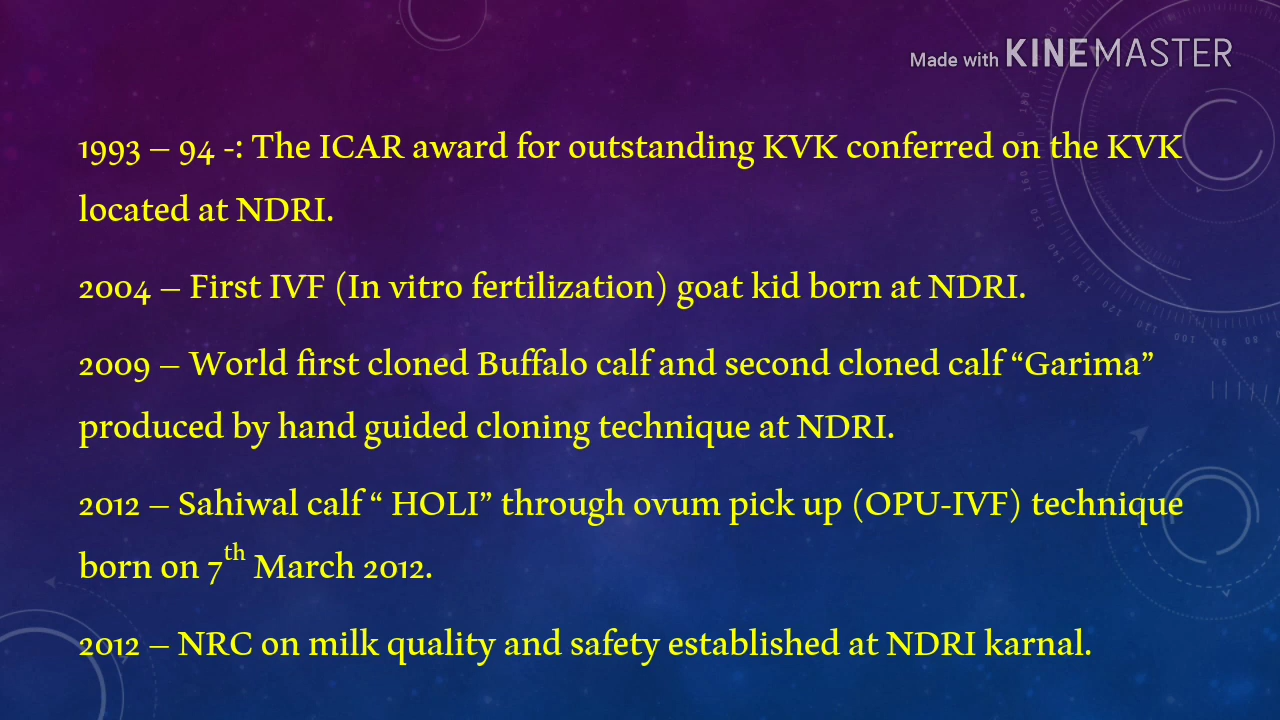 Made with KINEMASTER
1993 – 94 -: The ICAR award for outstanding KVK conferred on the KVK
located at NDRI.
2004 – First IVF (In vitro fertilization) goat kid born at NDRI.
2009 – World first cloned Buffalo calf and second cloned calf “Garima”
produced by hand guided cloning technique at NDRI.
2012 – Sahiwal calf “ HOLI” through ovum pick up (OPU-IVF) technique
born on 7th March 2012.
2012 – NRC on milk quality and safety established at NDRI karnal.